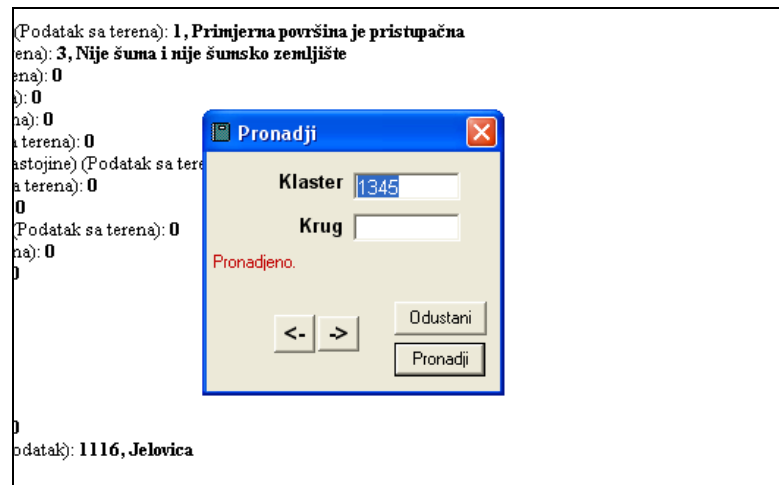 (Podatak sa terena): 1, Primjerna površina je pristupačna
ena): 3, Nije šuma i nije šumsko zemljište
ena): 0
): 0
na): 0
a terena): 0
astojine) (Podatak sa tere
a terena): 0
0
(Podatak sa terena): 0
na): 0
0
Pronadji
Klaster 1345
Krug
Pronadjeno.
<- ->
Odustani
Pronadji
0
odatak): 1116, Jelovica